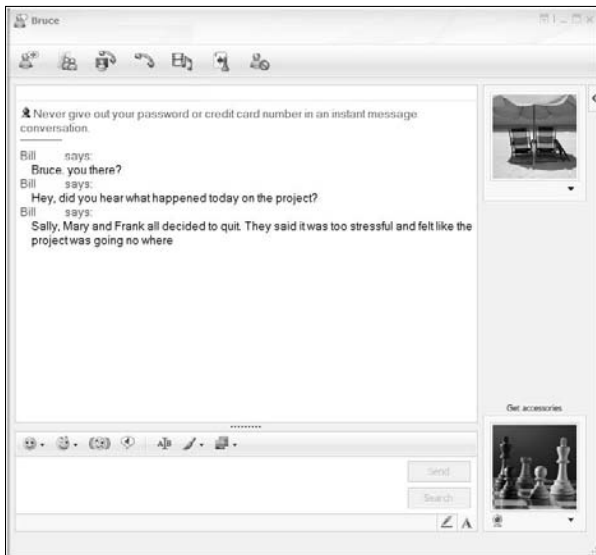 Bruce
Never give out your password or credit card number in an instant message
conversation.
Bill says:
Bruce. you there?
Bill says:
Hey, did you hear what happened today on the project?
Bill says:
Sally, Mary and Frank all decided to quit. They said it was too stressful and felt like the
project was going no where
Get accessories
Send
Search